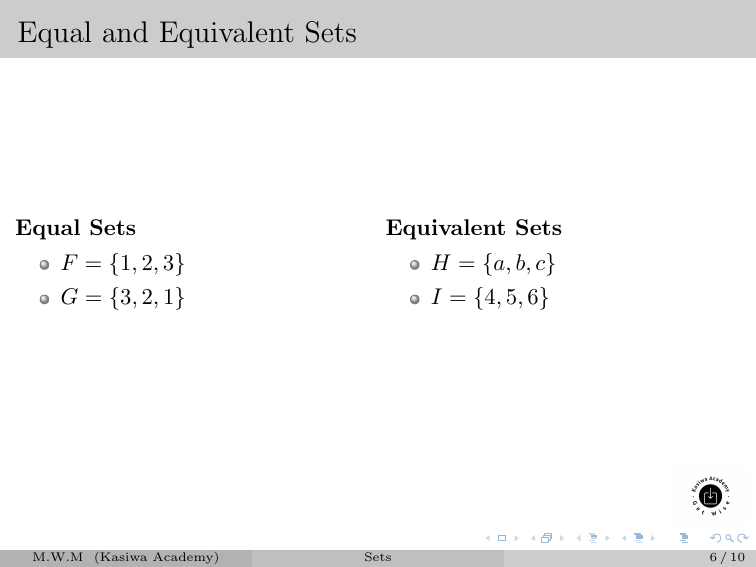 Equal and Equivalent Sets
Equal Sets
F = {1, 2, 3}
G = {3, 2, 1}
Equivalent Sets
H = {a, b, c}
I = {4, 5, 6}
Kasiwa Academy
Get Wise
M.W.M (Kasiwa Academy)
Sets
6 / 10